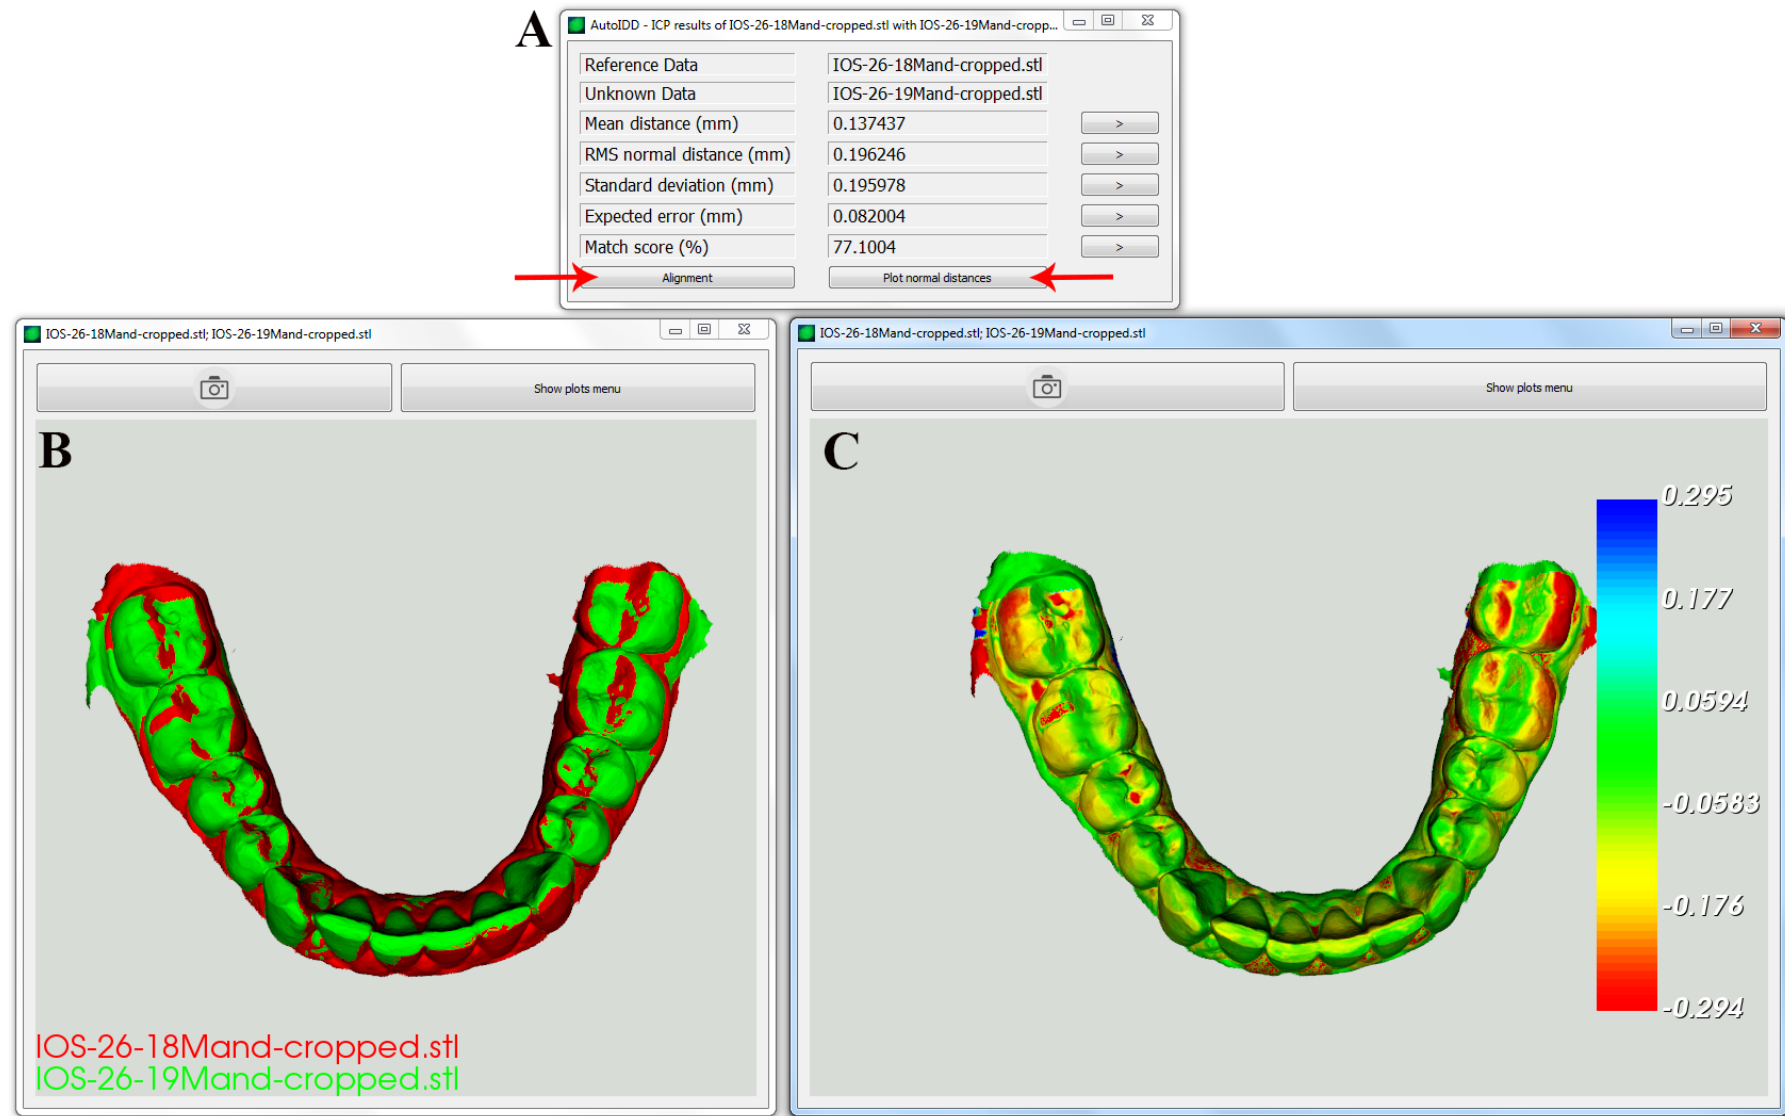 A
AutoIDD - ICP results of IOS-26-18Mand-cropped.stl with IOS-26-19Mand-cropp...
Reference Data IOS-26-18Mand-cropped.stl
Unknown Data IOS-26-19Mand-cropped.stl
Mean distance (mm) 0.137437 >
RMS normal distance (mm) 0.196246 >
Standard deviation (mm) 0.195978 >
Expected error (mm) 0.082004 >
Match score (%) 77.1004 >
Alignment Plot normal distances
IOS-26-18Mand-cropped.stl; IOS-26-19Mand-cropped.stl
Show plots menu
B
IOS-26-18Mand-cropped.stl
IOS-26-19Mand-cropped.stl
IOS-26-18Mand-cropped.stl; IOS-26-19Mand-cropped.stl
Show plots menu
C
0.295
0.177
0.0594
-0.0583
-0.176
-0.294